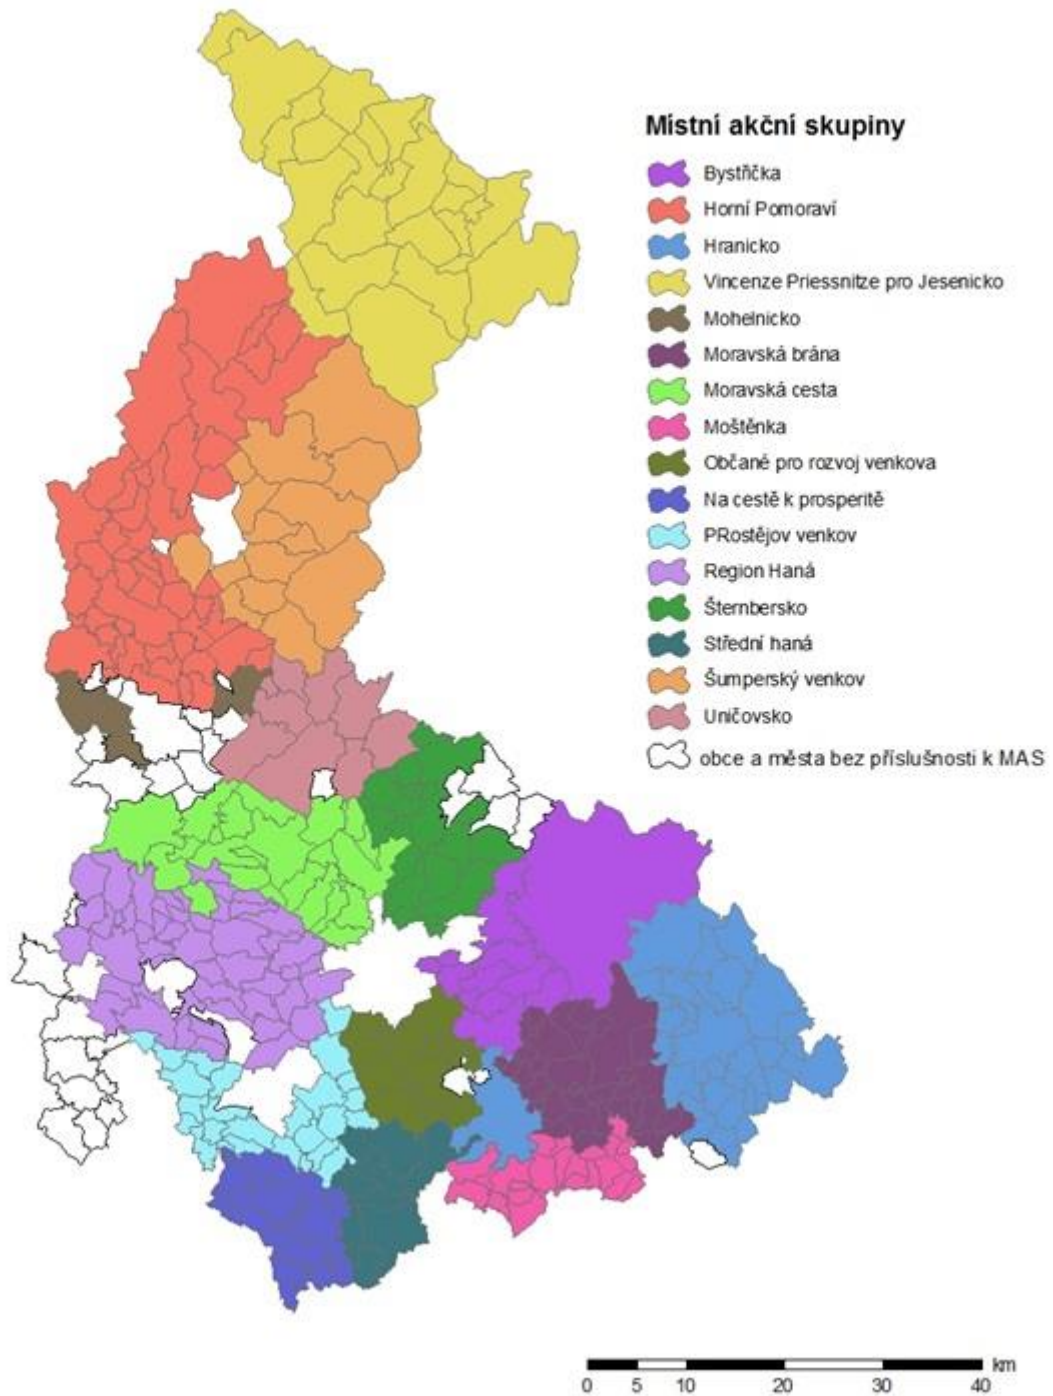 Místní akční skupiny
Bystřička
Horní Pomoraví
Hranicko
Vincenze Priessnitze pro Jesenicko
Mohelnicko
Moravská brána
Moravská cesta
Moštěnka
Občané pro rozvoj venkova
Na cestě k prosperitě
PRostějov venkov
Region Haná
Šternbersko
Střední haná
Šumperský venkov
Uničovsko
obce a města bez příslušnosti k MAS
km
0 5 10 20 30 40